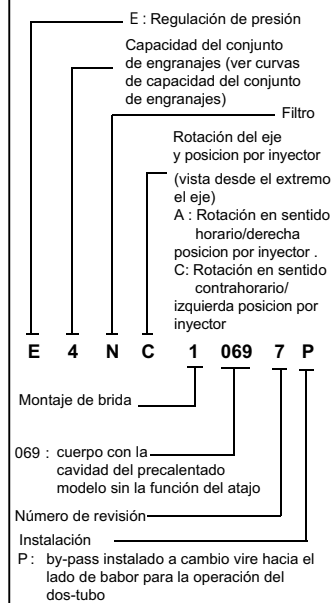 E : Regulación de presión
Capacidad del conjunto
de engranajes (ver curvas
de capacidad del conjunto
de engranajes)
Filtro
Rotación del eje
y posicion por inyector
(vista desde el extremo
el eje)
A : Rotación en sentido
horario/derecha
posicion por inyector .
C: Rotación en sentido
contrahorario/
izquierda posicion por
inyector
E 4 N C 1 069 7 P
Montaje de brida
069 : cuerpo con la
cavidad del precalentado
modelo sin la función del atajo
Número de revisión
Instalación
P : by-pass instalado a cambio vire hacia el
lado de babor para la operación del
dos-tubo